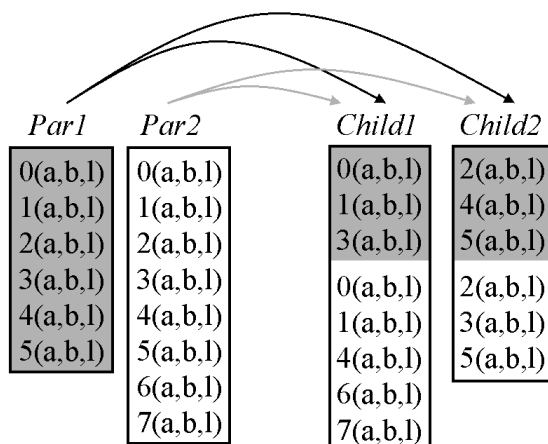 Par1
0(a,b,l)
1(a,b,l)
2(a,b,l)
3(a,b,l)
4(a,b,l)
5(a,b,l)
Par2
0(a,b,l)
1(a,b,l)
2(a,b,l)
3(a,b,l)
4(a,b,l)
5(a,b,l)
6(a,b,l)
7(a,b,l)
Child1
0(a,b,l)
1(a,b,l)
3(a,b,l)
0(a,b,l)
1(a,b,l)
4(a,b,l)
6(a,b,l)
7(a,b,l)
Child2
2(a,b,l)
4(a,b,l)
5(a,b,l)
2(a,b,l)
3(a,b,l)
5(a,b,l)